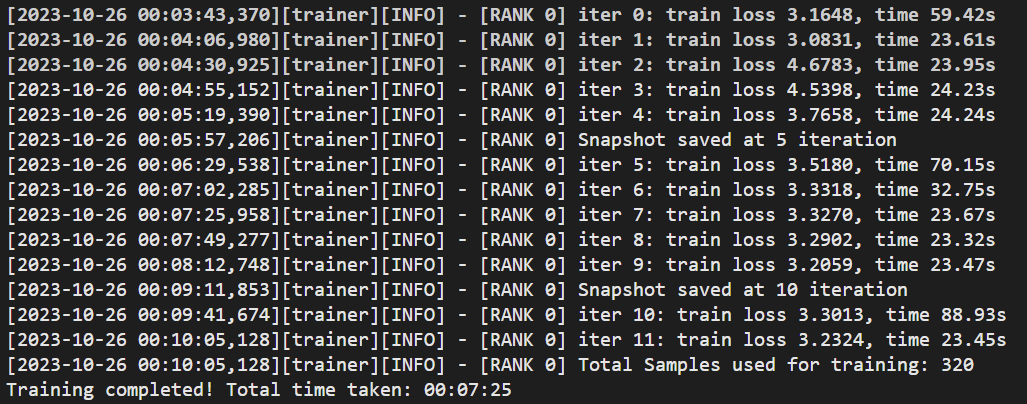 [2023-10-26 00:03:43,370][trainer][INFO] - [RANK 0] iter 0: train loss 3.1648, time 59.42s
[2023-10-26 00:04:06,980][trainer][INFO] - [RANK 0] iter 1: train loss 3.0831, time 23.61s
[2023-10-26 00:04:30,925][trainer][INFO] - [RANK 0] iter 2: train loss 4.6783, time 23.95s
[2023-10-26 00:04:55,152][trainer][INFO] - [RANK 0] iter 3: train loss 4.5398, time 24.23s
[2023-10-26 00:05:19,390][trainer][INFO] - [RANK 0] iter 4: train loss 3.7658, time 24.24s
[2023-10-26 00:05:57,206][trainer][INFO] - [RANK 0] Snapshot saved at 5 iteration
[2023-10-26 00:06:29,538][trainer][INFO] - [RANK 0] iter 5: train loss 3.5180, time 70.15s
[2023-10-26 00:07:02,285][trainer][INFO] - [RANK 0] iter 6: train loss 3.3318, time 32.75s
[2023-10-26 00:07:25,958][trainer][INFO] - [RANK 0] iter 7: train loss 3.3270, time 23.67s
[2023-10-26 00:07:49,277][trainer][INFO] - [RANK 0] iter 8: train loss 3.2902, time 23.32s
[2023-10-26 00:08:12,748][trainer][INFO] - [RANK 0] iter 9: train loss 3.2059, time 23.47s
[2023-10-26 00:09:11,853][trainer][INFO] - [RANK 0] Snapshot saved at 10 iteration
[2023-10-26 00:09:41,674][trainer][INFO] - [RANK 0] iter 10: train loss 3.3013, time 88.93s
[2023-10-26 00:10:05,128][trainer][INFO] - [RANK 0] iter 11: train loss 3.2324, time 23.45s
[2023-10-26 00:10:05,128][trainer][INFO] - [RANK 0] Total Samples used for training: 320
Training completed! Total time taken: 00:07:25